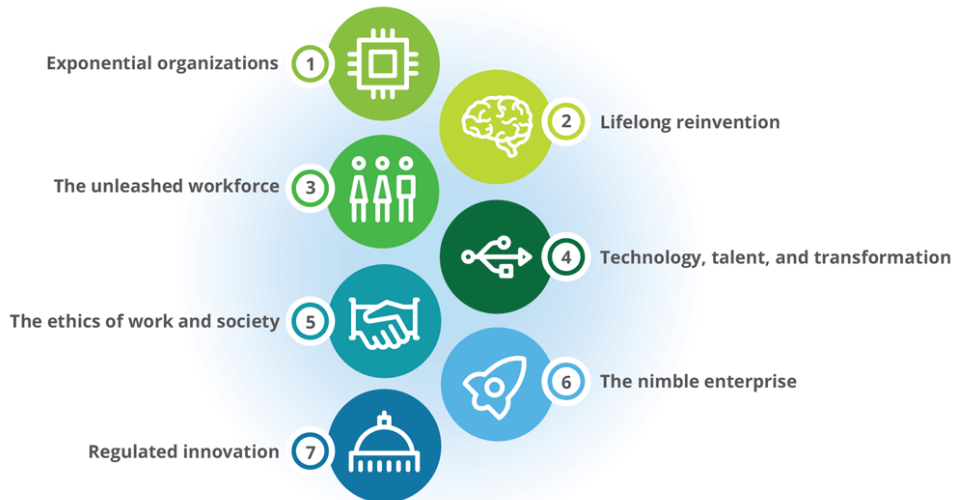 Exponential organizations
1
2
Lifelong reinvention
The unleashed workforce
3
4
Technology, talent, and transformation
The ethics of work and society
5
6
The nimble enterprise
Regulated innovation
7